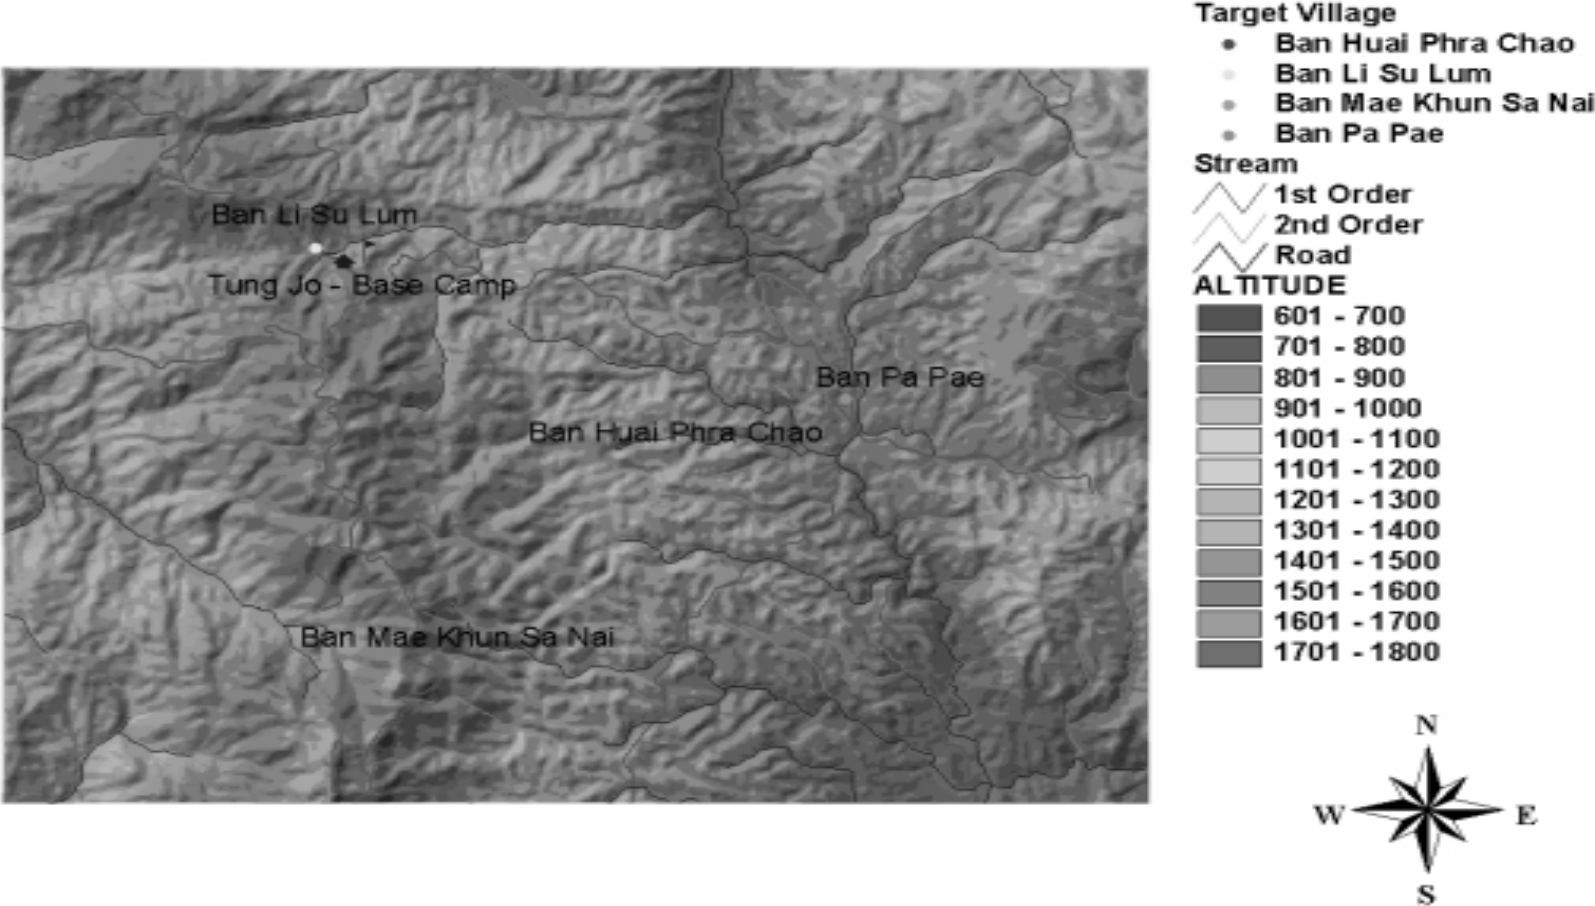 Target Village
Ban Huai Phra Chao
Ban Li Su Lum
Ban Mae Khun Sa Nai
Ban Pa Pae
Stream
1st Order
2nd Order
Road
ALTITUDE
601 - 700
701 - 800
801 - 900
901 - 1000
1001 - 1100
1101 - 1200
1201 - 1300
1301 - 1400
1401 - 1500
1501 - 1600
1601 - 1700
1701 - 1800
Ban Li Su Lum
Tung Jo - Base Camp
Ban Pa Pae
Ban Huai Phra Chao
Ban Mae Khun Sa Nai
N
W E
S